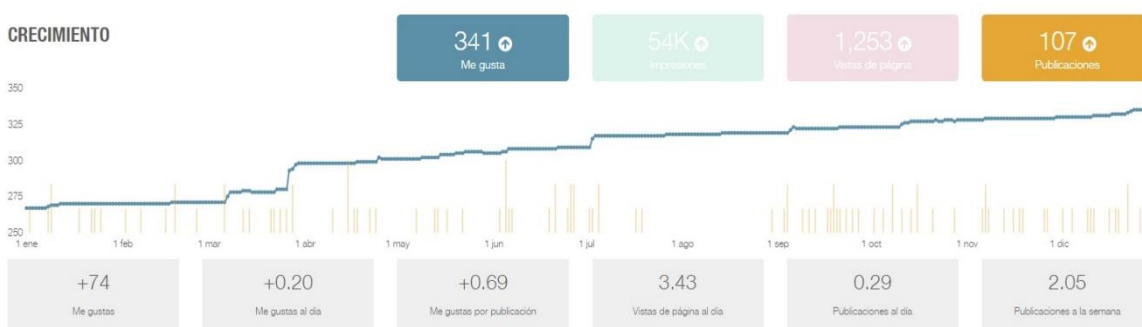 CRECIMIENTO
341
Me gusta
54K
Impresiones
1,253
Vistas de página
107
Publicaciones
350
325
300
275
250
1 ene
1 feb
1 mar
1 abr
1 may
1 jun
1 jul
1 ago
1 sep
1 oct
1 nov
1 dic
+74
Me gustas
+0.20
Me gustas al día
+0.69
Me gustas por publicación
3.43
Vistas de página al día
0.29
Publicaciones al día
2.05
Publicaciones a la semana